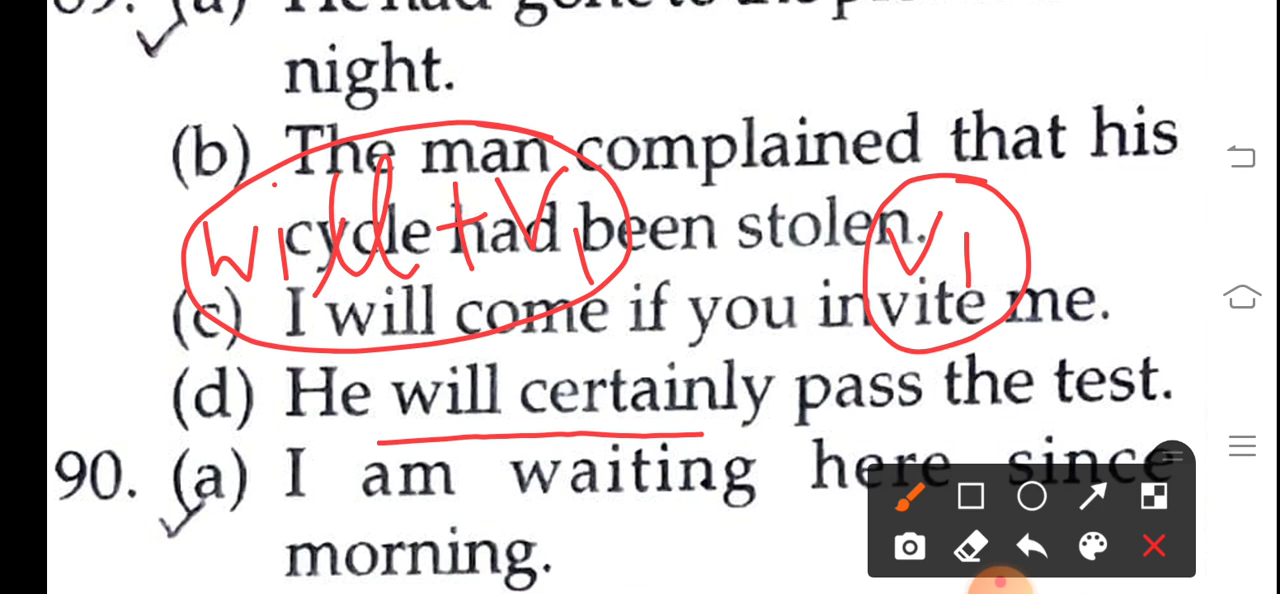 night.
(b) The man complained that his
cycle had been stolen.
will + V1
V1
(c) I will come if you invite me.
(d) He will certainly pass the test.
90. (a) I am waiting here since
morning.